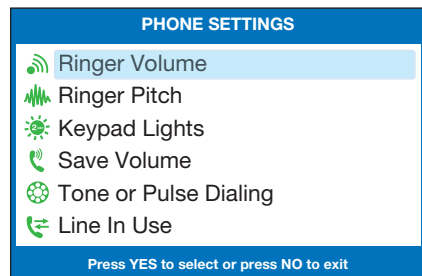 PHONE SETTINGS
Ringer Volume
Ringer Pitch
Keypad Lights
Save Volume
Tone or Pulse Dialing
Line In Use
Press YES to select or press NO to exit